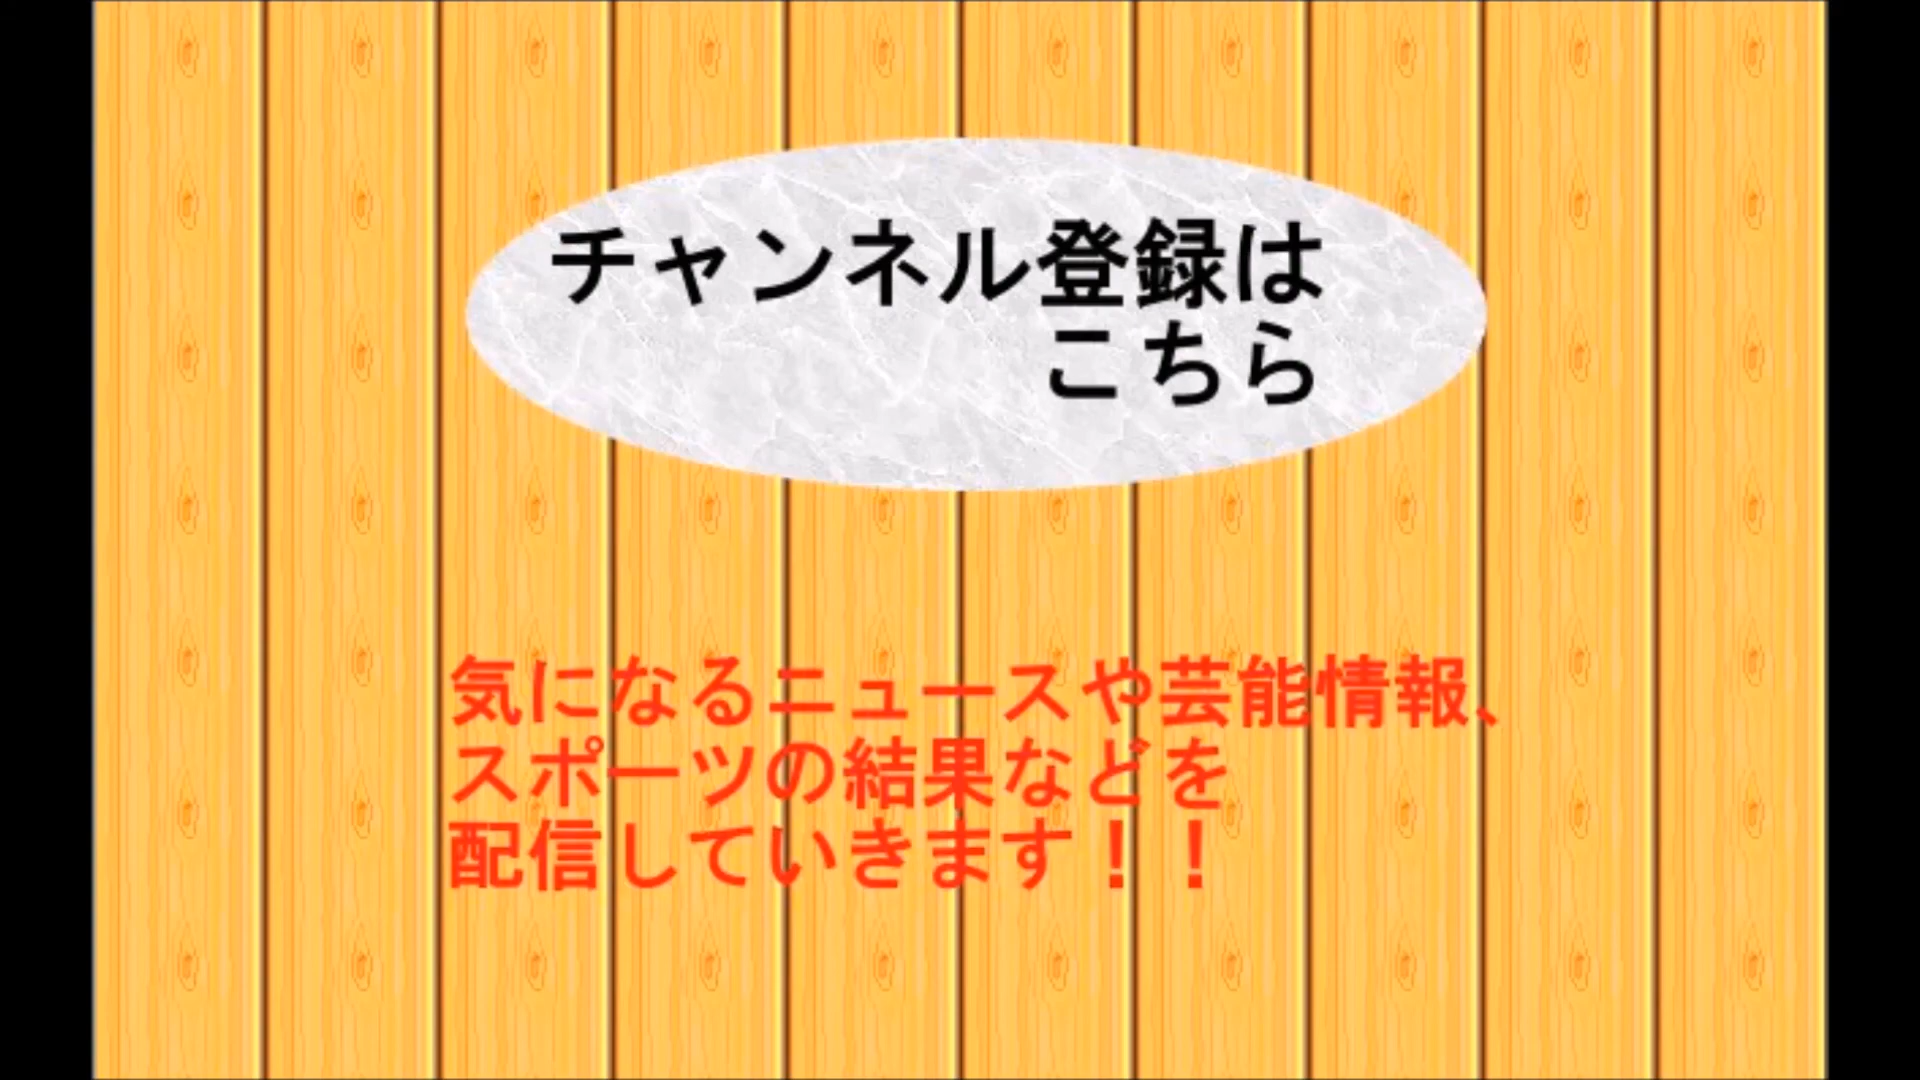 チャンネル登録は
こちら
気になるニュースや芸能情報、
スポーツの結果などを
配信していきます！！